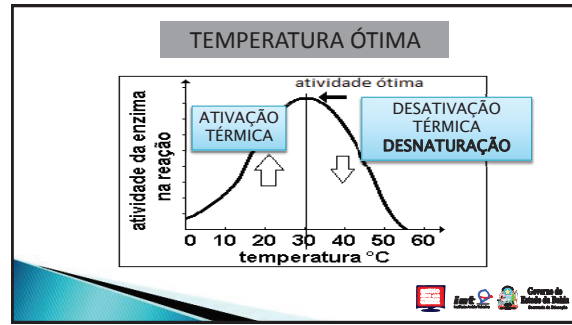 TEMPERATURA ÓTIMA
atividade ótima
ATIVAÇÃO
TÉRMICA
DESATIVAÇÃO
TÉRMICA
DESNATURAÇÃO
atividade da enzima
na reação
0 10 20 30 40 50 60
temperatura °C
Governo do
Estado da Bahia